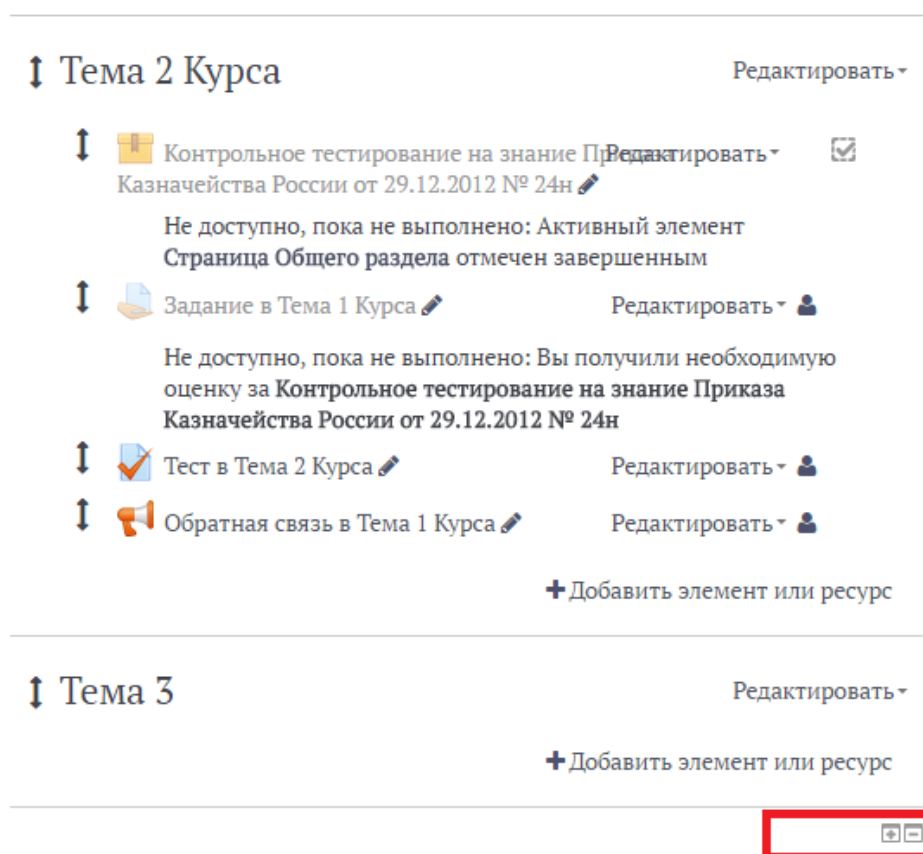 Тема 2 Курса Редактировать
Контрольное тестирование на знание Приказа Редактировать
Казначейства России от 29.12.2012 № 24н
Не доступно, пока не выполнено: Активный элемент
Страница Общего раздела отмечен завершенным
Задание в Тема 1 Курса Редактировать
Не доступно, пока не выполнено: Вы получили необходимую
оценку за Контрольное тестирование на знание Приказа
Казначейства России от 29.12.2012 № 24н
Тест в Тема 2 Курса Редактировать
Обратная связь в Тема 1 Курса Редактировать
Добавить элемент или ресурс
Тема 3 Редактировать
Добавить элемент или ресурс